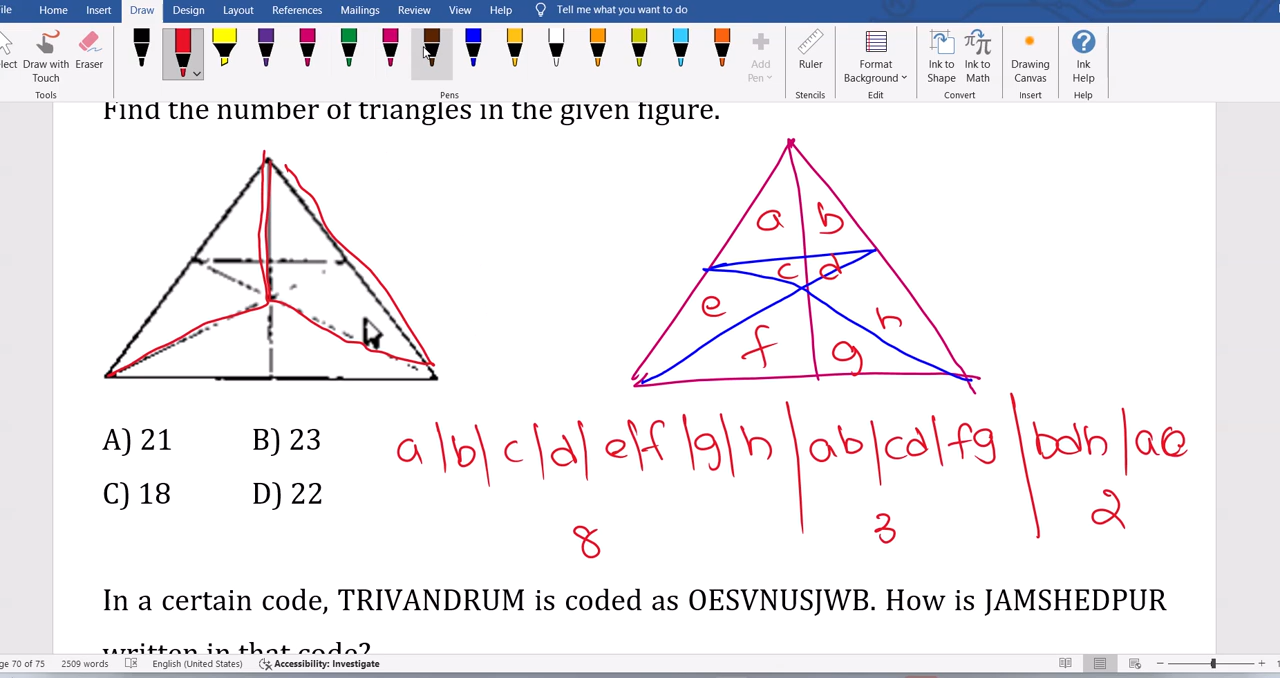 File Home Insert Draw Design Layout References Mailings Review View Help Tell me what you want to do
Select Draw with Touch Eraser Add Pen Ruler Format Background Ink to Shape Ink to Math Drawing Canvas Ink Help
Tools Pens Stencils Edit Convert Insert Help
Find the number of triangles in the given figure.
a b
c d
e h
f g
A) 21 B) 23
a|b|c|d|e|f|g|h|ab|cd|fg|bdh|
C) 18 D) 22
8 3 2
In a certain code, TRIVANDRUM is coded as OESVNUSJWB. How is JAMSHEDPUR
written in that code?
Page 70 of 75 2509 words English (United States) Accessibility: Investigate